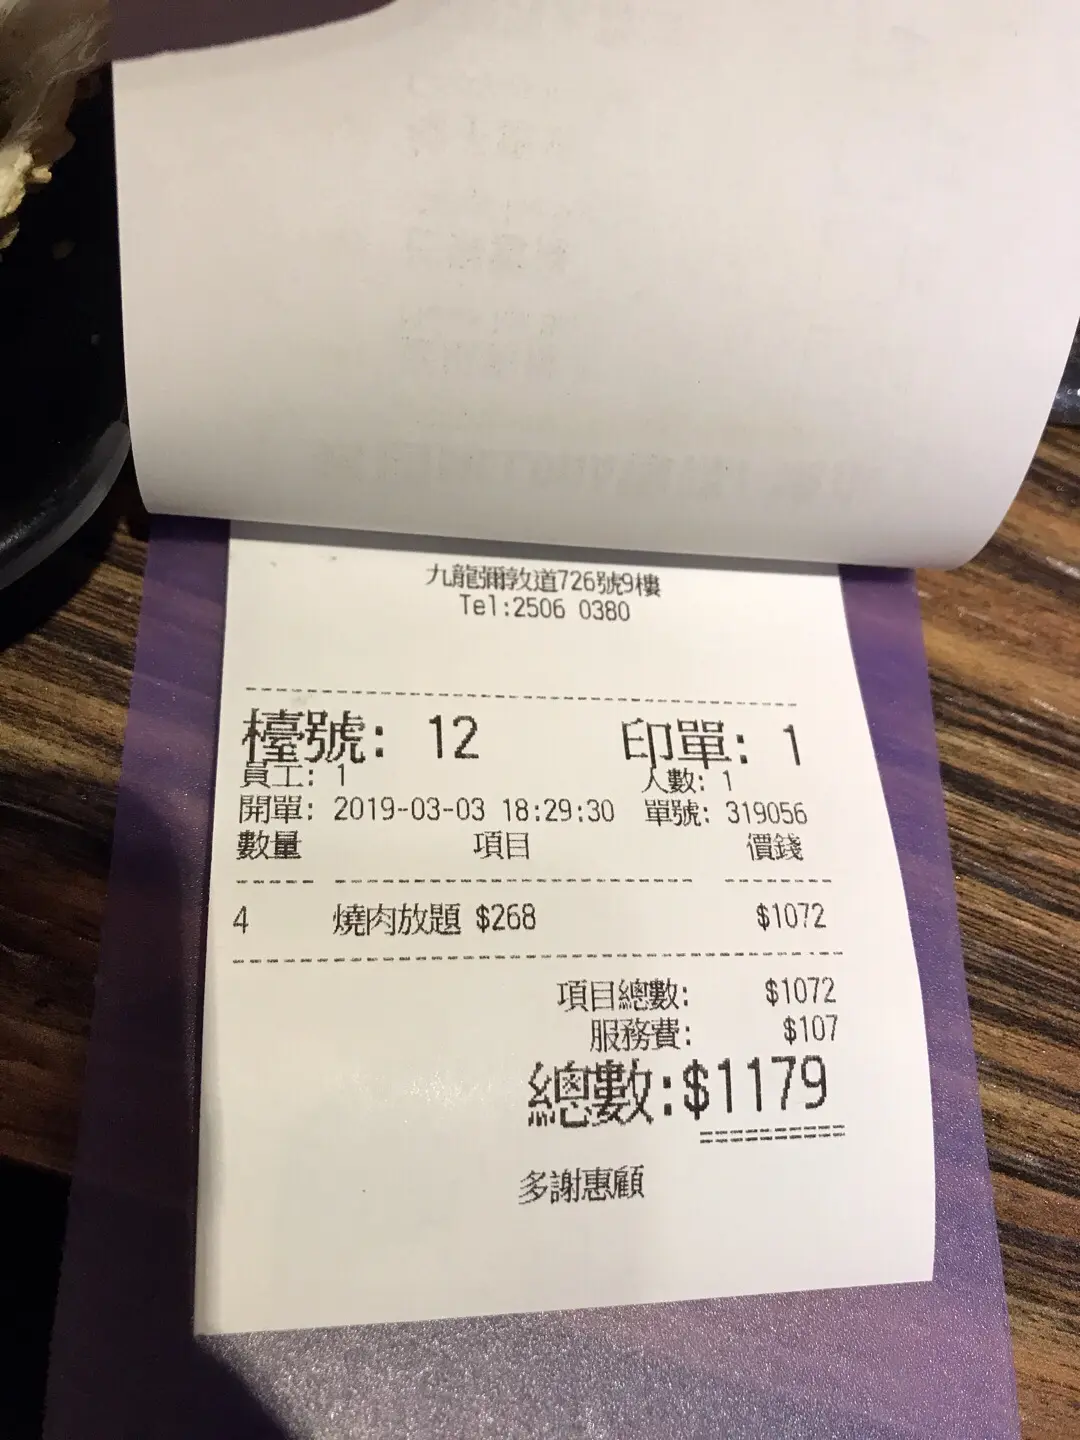 九龍彌敦道726號9樓
Tel:2506 0380
檯號: 12 印單: 1
員工: 1 人數: 1
開單: 2019-03-03 18:29:30 單號: 319056
數量 項目 價錢
4 燒肉放題 $268 $1072
項目總數: $1072
服務費: $107
總數:$1179
多謝惠顧